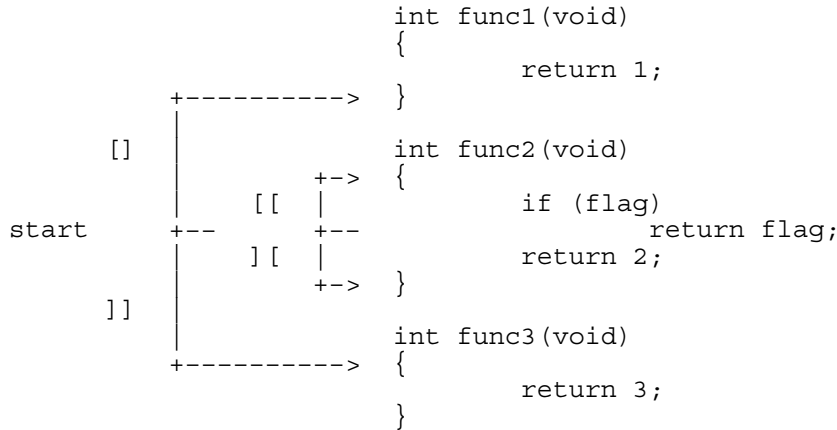 int func1(void)
                              {
                                      return 1;
             +---------->     }
             |
        []   |                int func2(void)
             |          +->   {
             |     [[   |             if (flag)
start        +--        +--                   return flag;
             |     ][   |             return 2;
             |          +->   }
        ]]   |
             |                int func3(void)
             +---------->     {
                                      return 3;
                              }